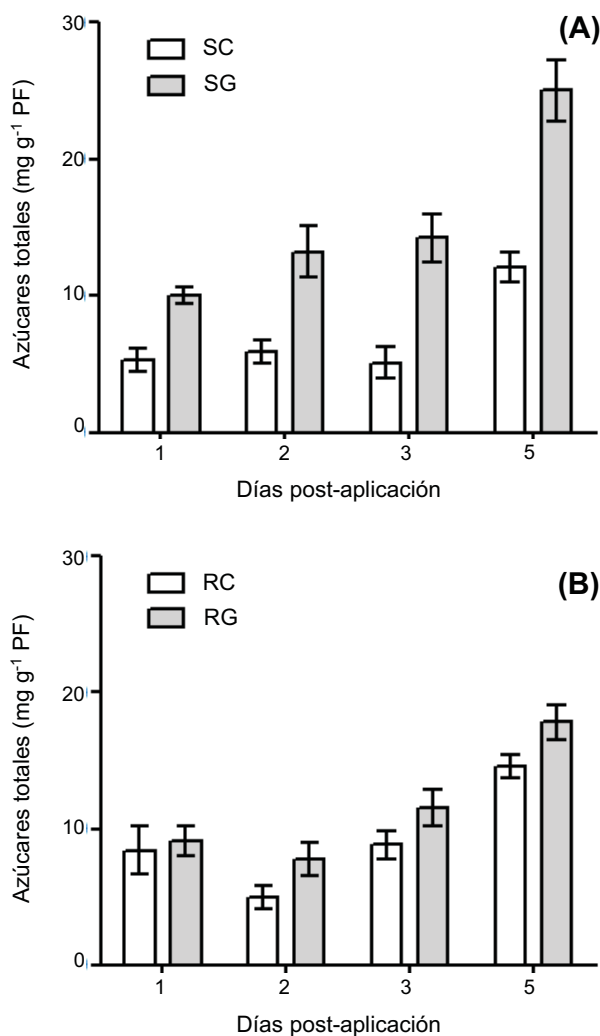 (A)
30
20
10
0
SC
SG
Azúcares totales (mg g⁻¹ PF)
1 2 3 5
Días post-aplicación
(B)
30
20
10
0
RC
RG
Azúcares totales (mg g⁻¹ PF)
1 2 3 5
Días post-aplicación